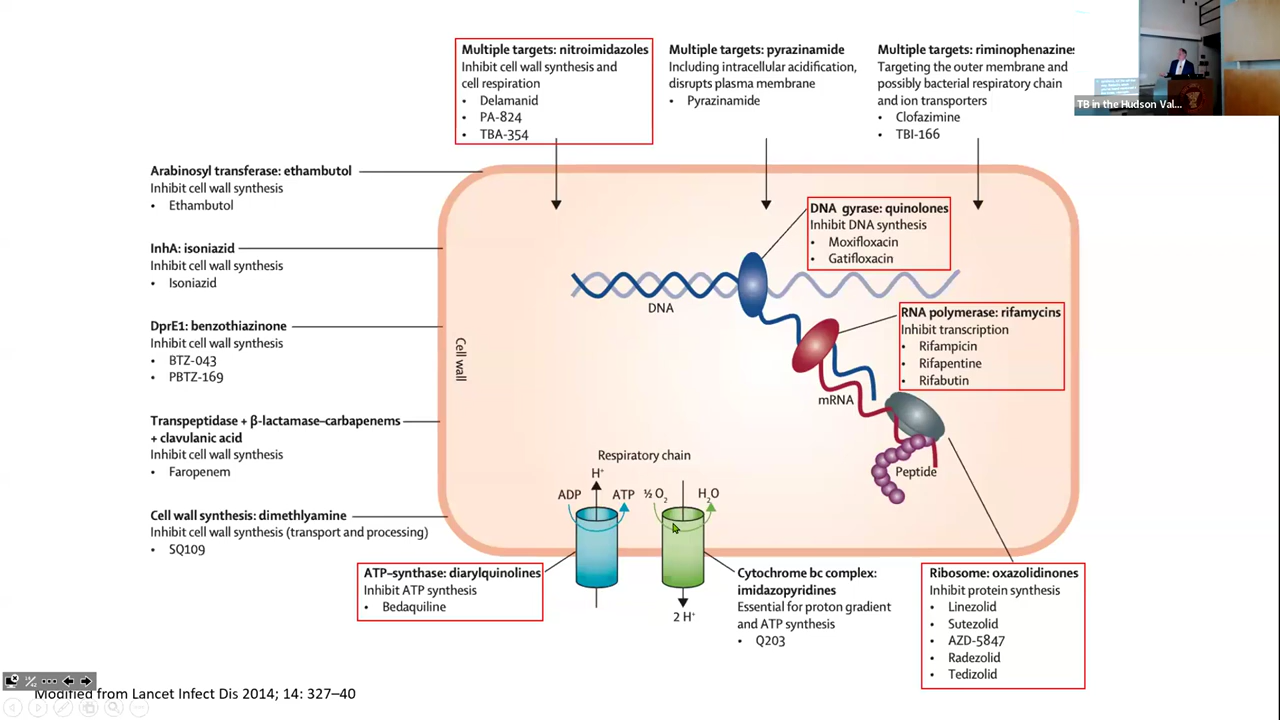 Multiple targets: nitroimidazoles
Inhibit cell wall synthesis and
cell respiration
• Delamanid
• PA-824
• TBA-354
Multiple targets: pyrazinamide
Including intracellular acidification,
disrupts plasma membrane
• Pyrazinamide
Multiple targets: riminophenazines
Targeting the outer membrane and
possibly bacterial respiratory chain
and ion transporters
• Clofazimine
• TBI-166
TB in the Hudson Val...
Arabinosyl transferase: ethambutol
Inhibit cell wall synthesis
• Ethambutol
InhA: isoniazid
Inhibit cell wall synthesis
• Isoniazid
DprE1: benzothiazinone
Inhibit cell wall synthesis
• BTZ-043
• PBTZ-169
Transpeptidase + β-lactamase-carbapenems
+ clavulanic acid
Inhibit cell wall synthesis
• Faropenem
Cell wall synthesis: dimethlyamine
Inhibit cell wall synthesis (transport and processing)
• SQ109
Cell wall
DNA gyrase: quinolones
Inhibit DNA synthesis
• Moxifloxacin
• Gatifloxacin
DNA
RNA polymerase: rifamycins
Inhibit transcription
• Rifampicin
• Rifapentine
• Rifabutin
mRNA
Peptide
Respiratory chain
H⁺
ADP
ATP
½ O₂
H₂O
2 H⁺
ATP-synthase: diarylquinolines
Inhibit ATP synthesis
• Bedaquiline
Cytochrome bc complex:
imidazopyridines
Essential for proton gradient
and ATP synthesis
• Q203
Ribosome: oxazolidinones
Inhibit protein synthesis
• Linezolid
• Sutezolid
• AZD-5847
• Radezolid
• Tedizolid
Modified from Lancet Infect Dis 2014; 14: 327–40